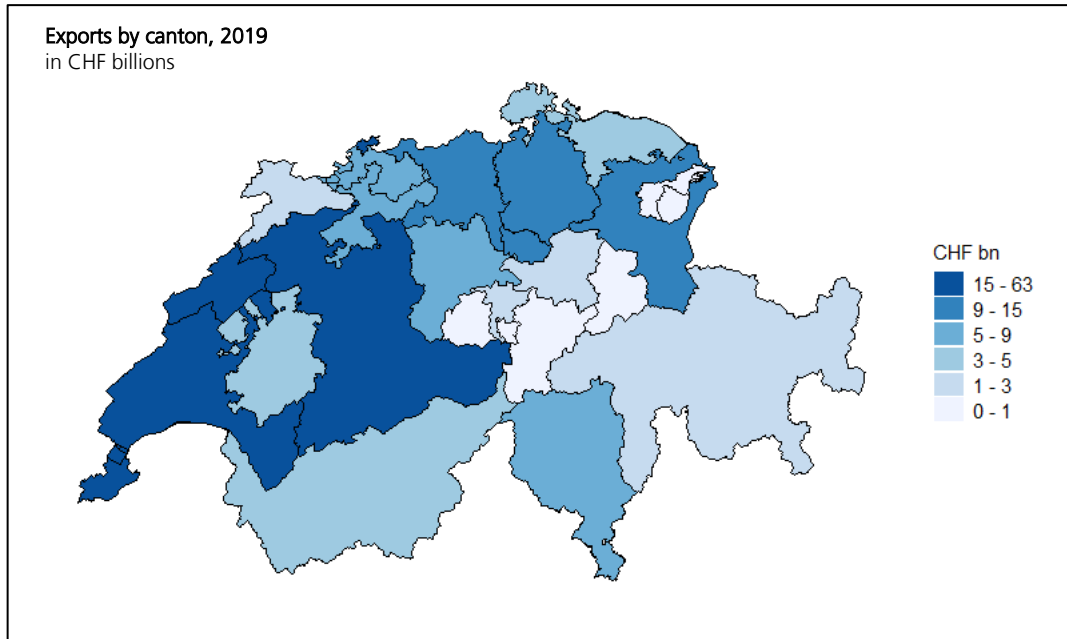 Exports by canton, 2019
in CHF billions
CHF bn
15 - 63
9 - 15
5 - 9
3 - 5
1 - 3
0 - 1